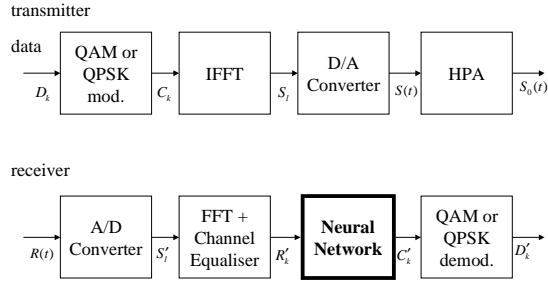 transmitter
data
QAM or
QPSK
mod.
IFFT
D/A
Converter
HPA
D_k
C_k
S_l
S(t)
S_0(t)
receiver
A/D
Converter
FFT +
Channel
Equaliser
Neural
Network
QAM or
QPSK
demod.
R(t)
S'_l
R'_k
C'_k
D'_k